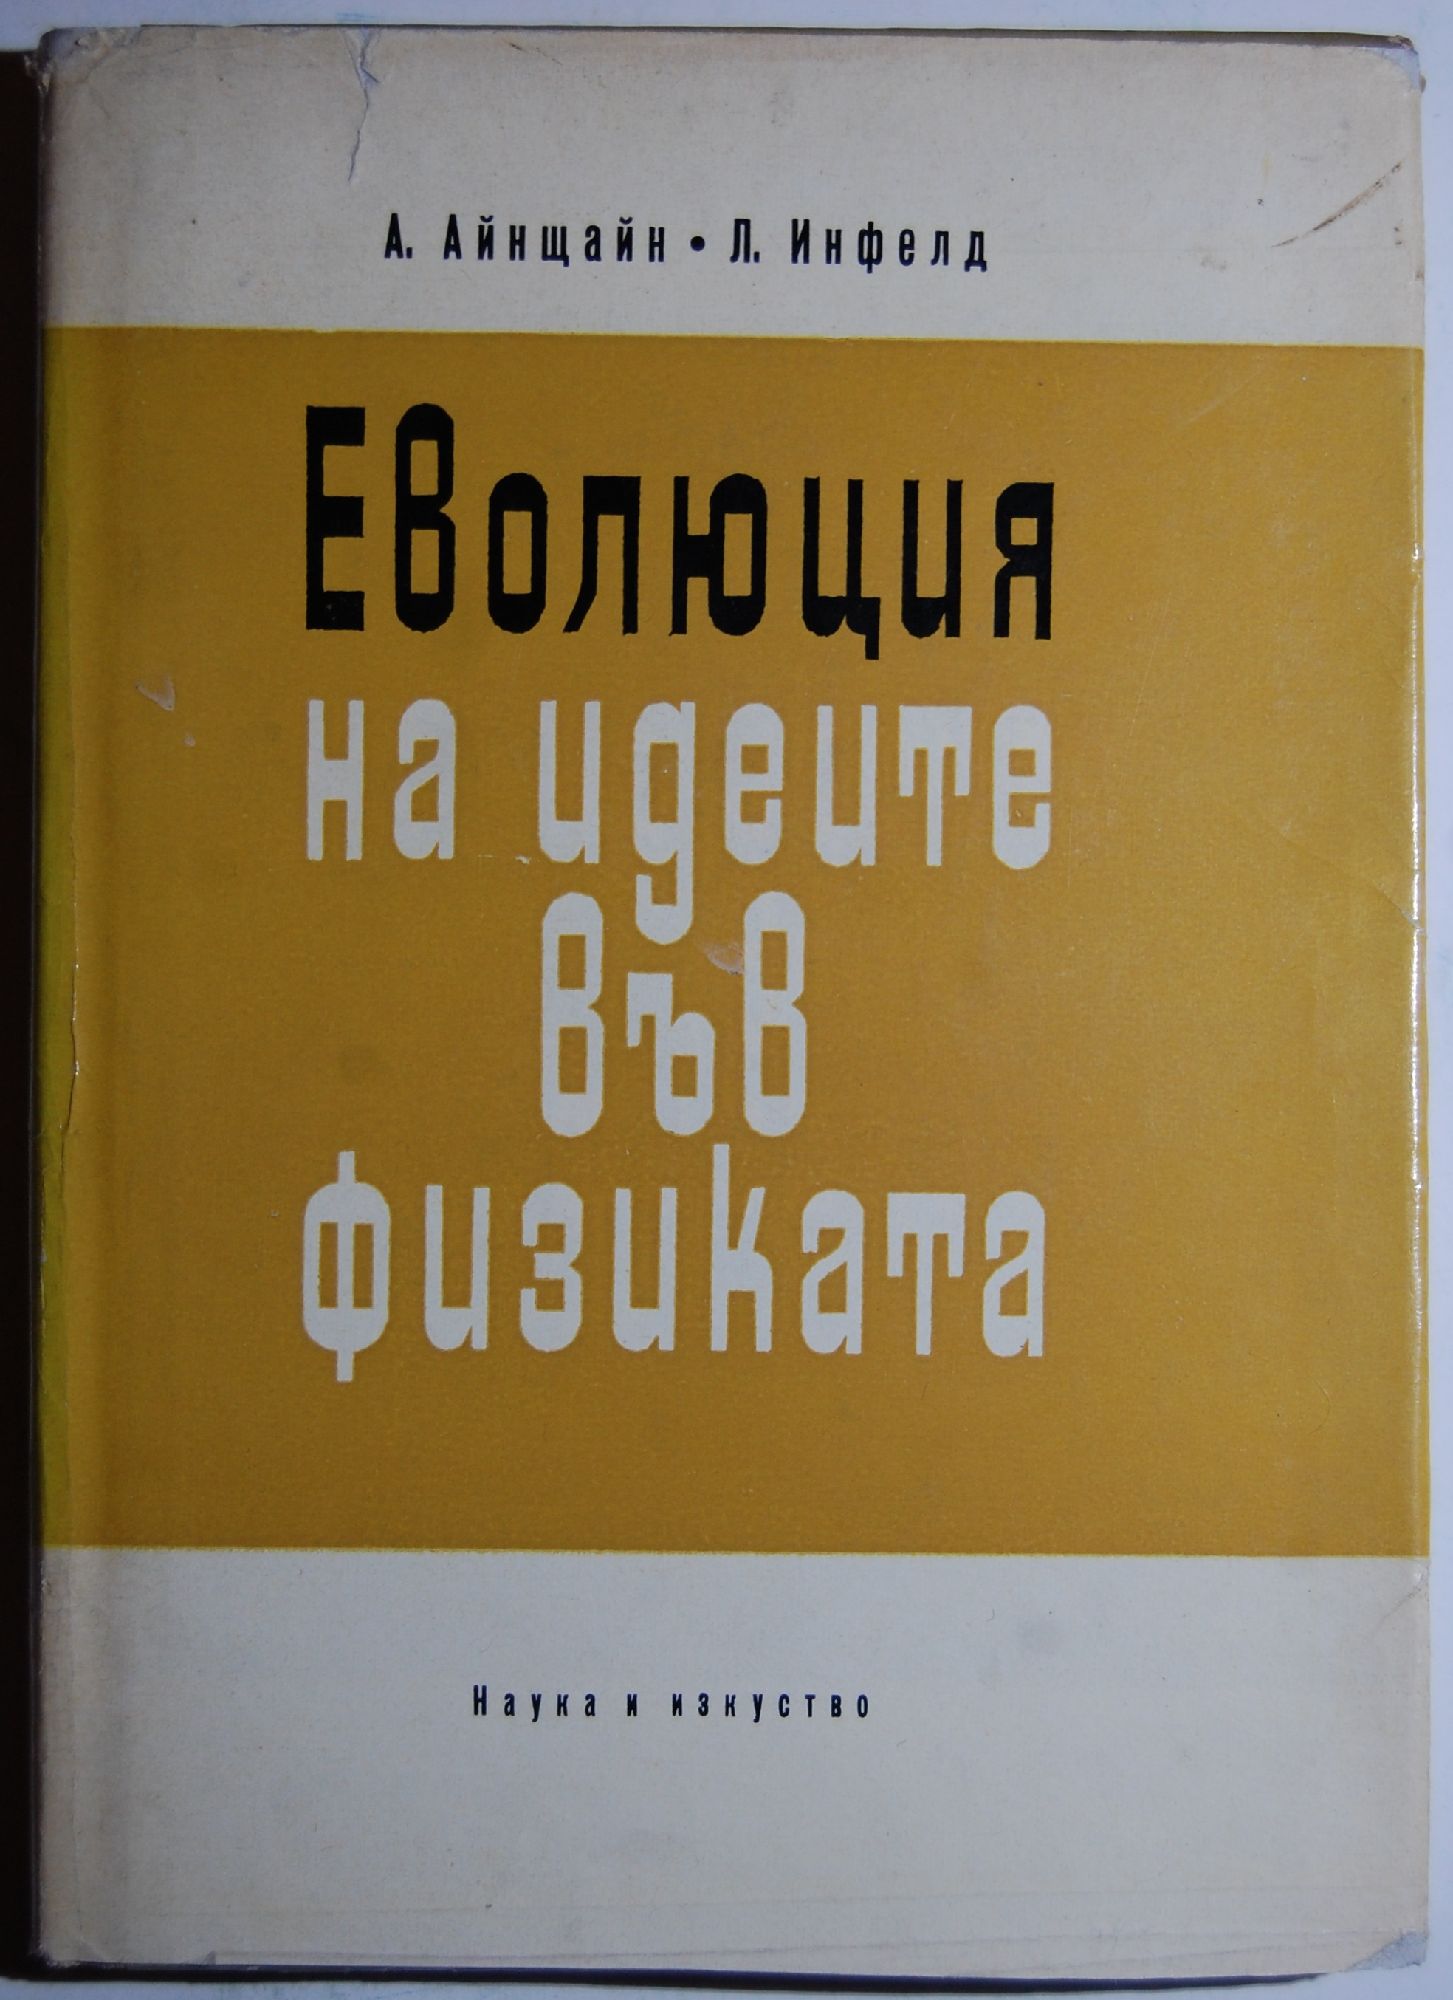 А. Айнщайн • Л. Инфелд
Еволюция
на идеите
във
физиката
Наука и изкуство